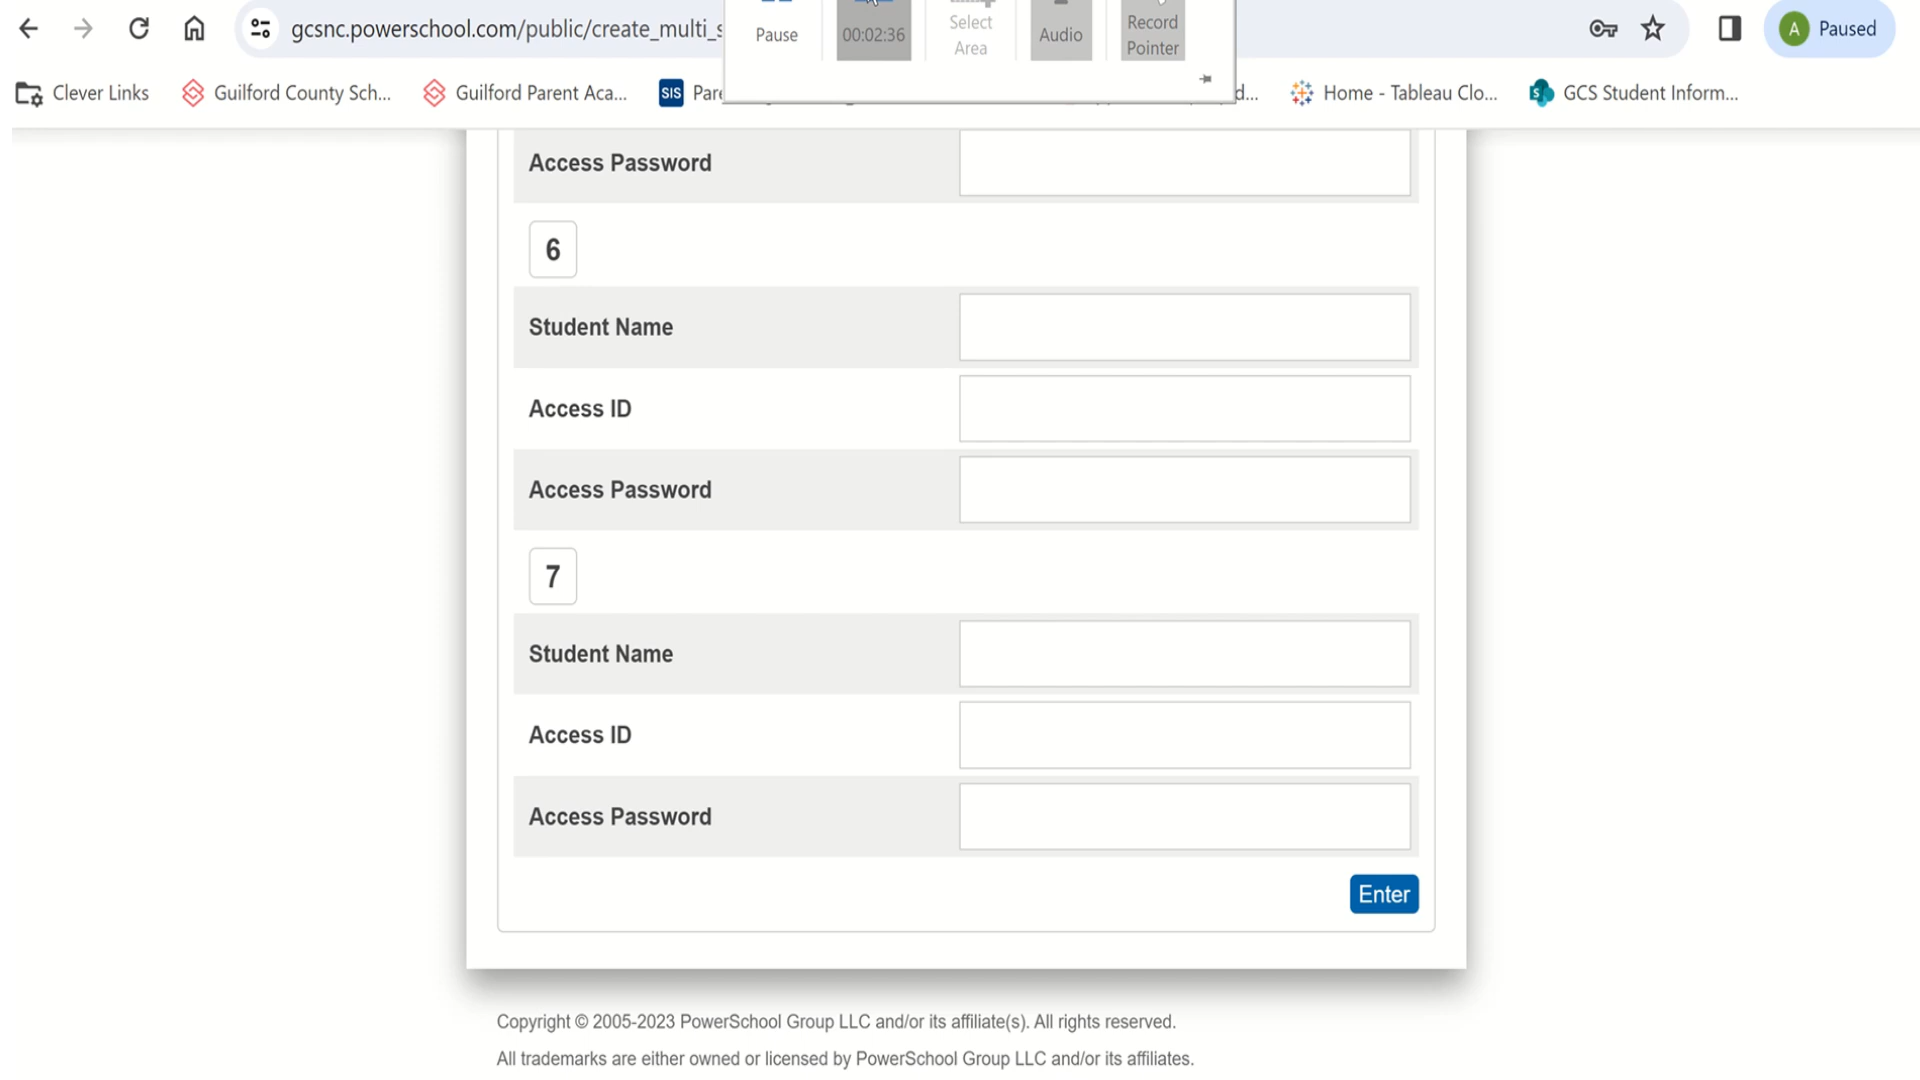 gcsnc.powerschool.com/public/create_multi_s
Pause
00:02:36
Select
Area
Audio
Record
Pointer
A Paused
Clever Links
Guilford County Sch...
Guilford Parent Aca...
SIS Pare
d...
Home - Tableau Clo...
S GCS Student Inform...
Access Password
6
Student Name
Access ID
Access Password
7
Student Name
Access ID
Access Password
Enter
Copyright © 2005-2023 PowerSchool Group LLC and/or its affiliate(s). All rights reserved.
All trademarks are either owned or licensed by PowerSchool Group LLC and/or its affiliates.